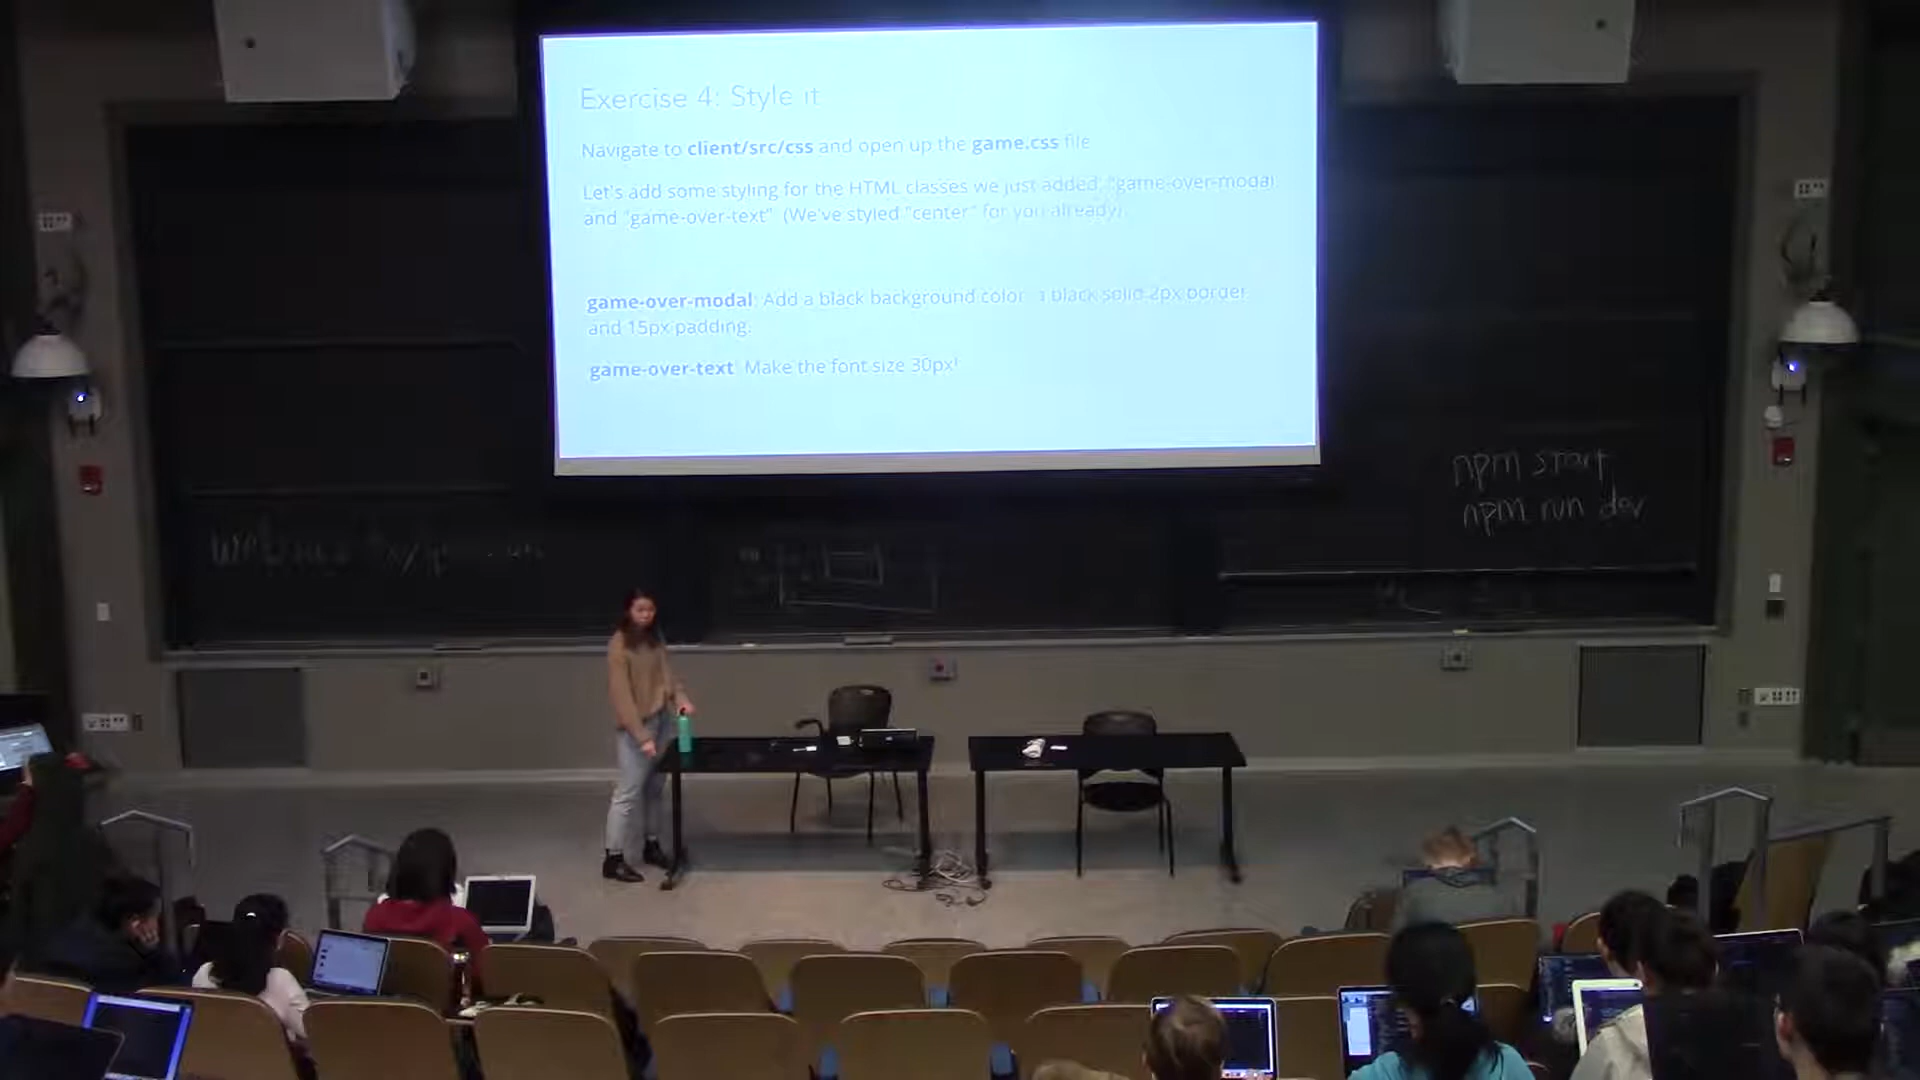 Exercise 4: Style it
Navigate to client/src/css and open up the game.css file
Let's add some styling for the HTML classes we just added, "game-over-modal
and "game-over-text" (We've styled "center" for you already).
game-over-modal: Add a black background color, a black solid 2px border
and 15px padding.
game-over-text: Make the font size 30px!
npm start
npm run dev